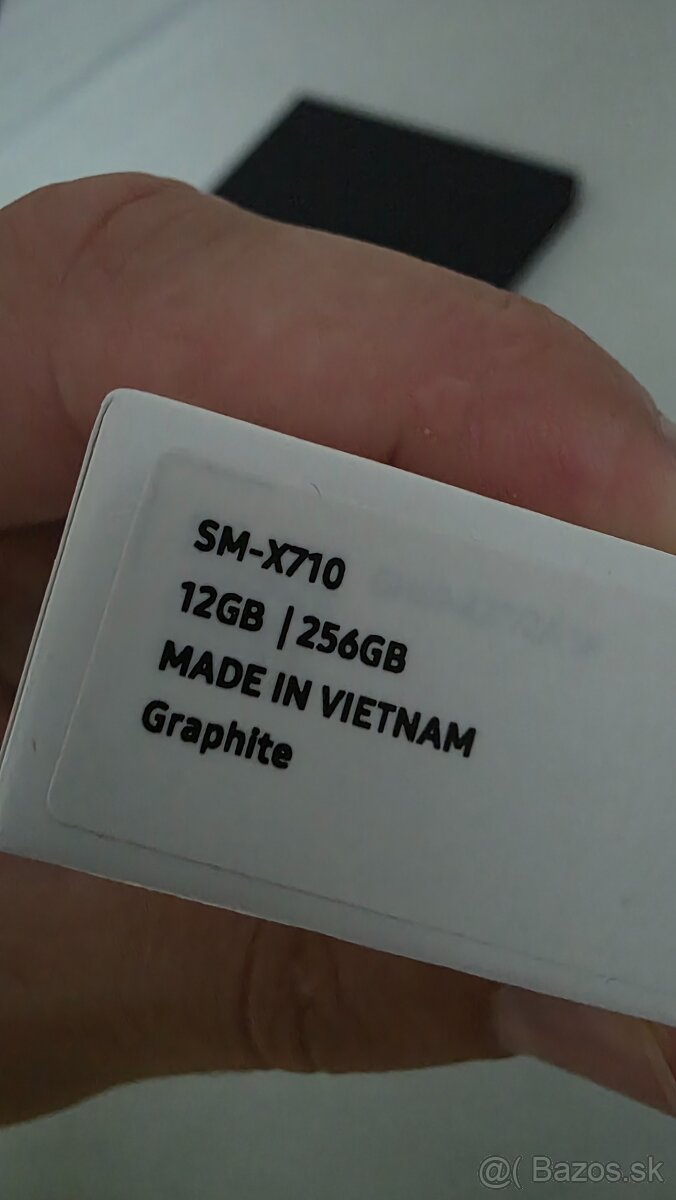 SM-X710
12GB | 256GB
MADE IN VIETNAM
Graphite
@( Bazos.sk